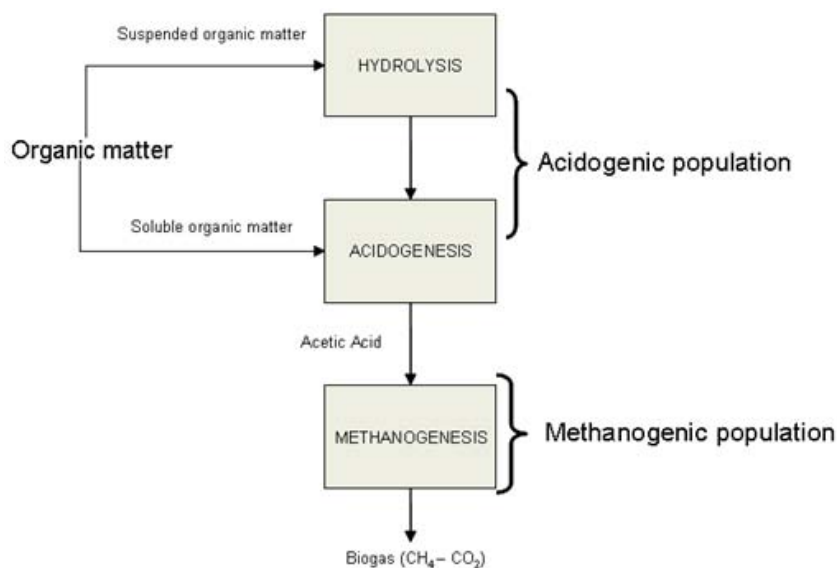 Suspended organic matter
HYDROLYSIS
Organic matter
Acidogenic population
Soluble organic matter
ACIDOGENESIS
Acetic Acid
METHANOGENESIS
Methanogenic population
Biogas (CH₄ – CO₂)